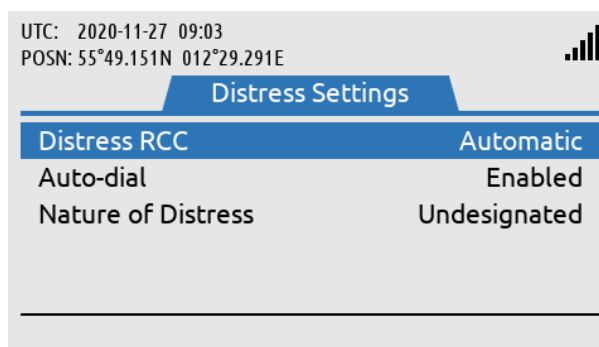 UTC: 2020-11-27 09:03
POSN: 55°49.151N 012°29.291E
Distress Settings
Distress RCC Automatic
Auto-dial Enabled
Nature of Distress Undesignated